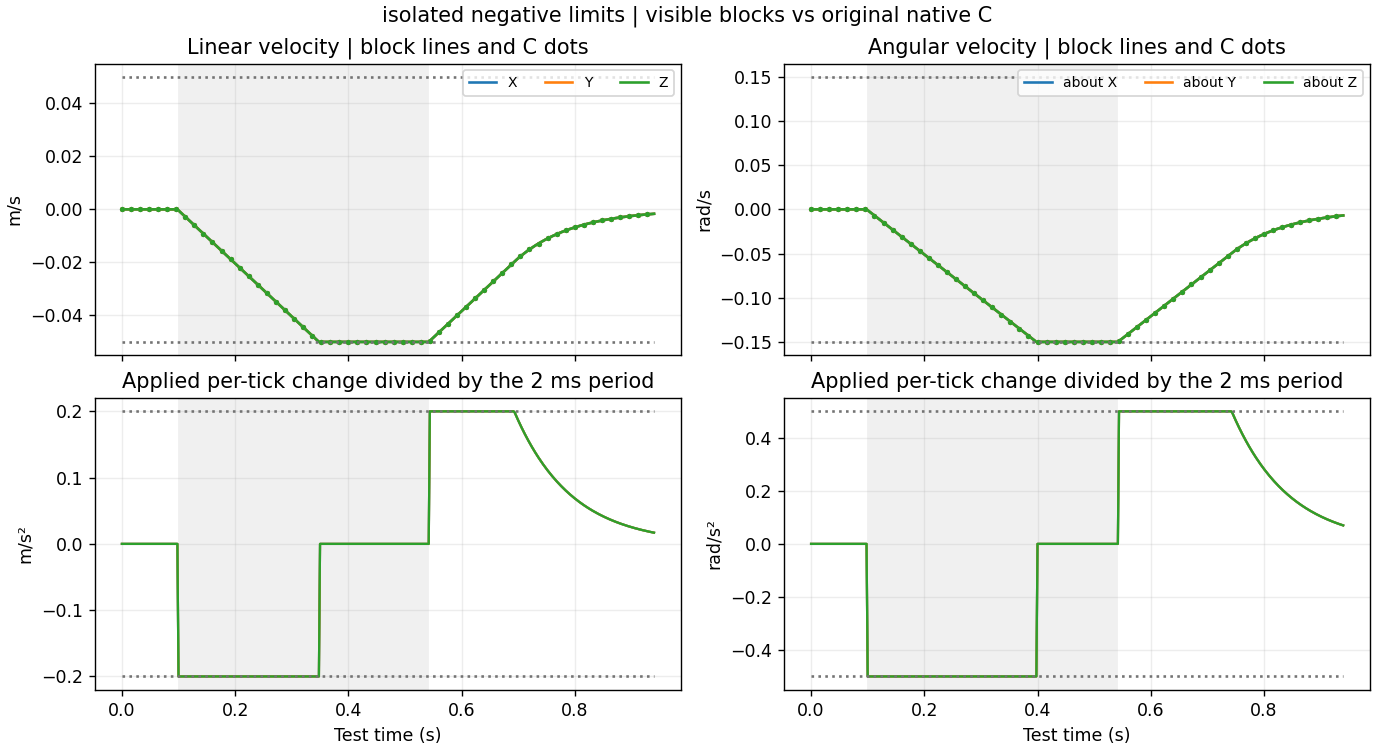 isolated negative limits | visible blocks vs original native C
Linear velocity | block lines and C dots
m/s
0.04
0.02
0.00
−0.02
−0.04
X
Y
Z
Angular velocity | block lines and C dots
rad/s
0.15
0.10
0.05
0.00
−0.05
−0.10
−0.15
about X
about Y
about Z
Applied per-tick change divided by the 2 ms period
m/s²
0.2
0.1
0.0
−0.1
−0.2
0.0
0.2
0.4
0.6
0.8
Test time (s)
Applied per-tick change divided by the 2 ms period
rad/s²
0.4
0.2
0.0
−0.2
−0.4
0.0
0.2
0.4
0.6
0.8
Test time (s)